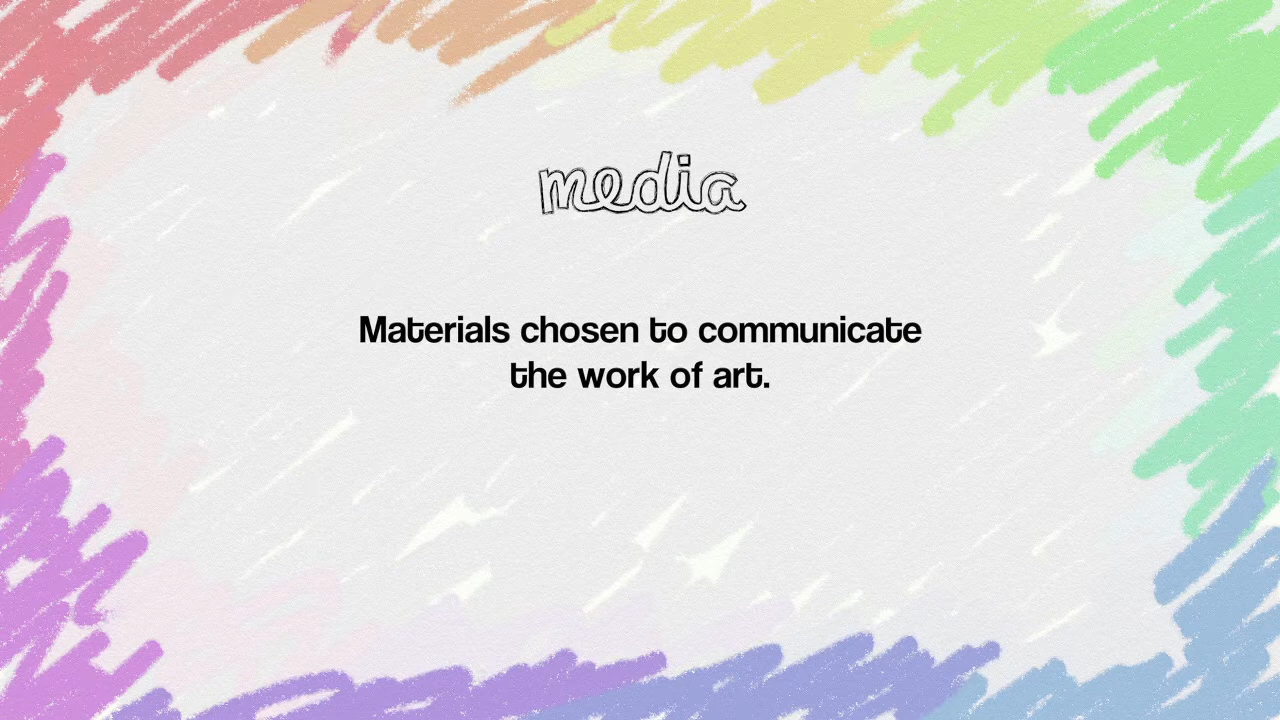 media
Materials chosen to communicate
the work of art.